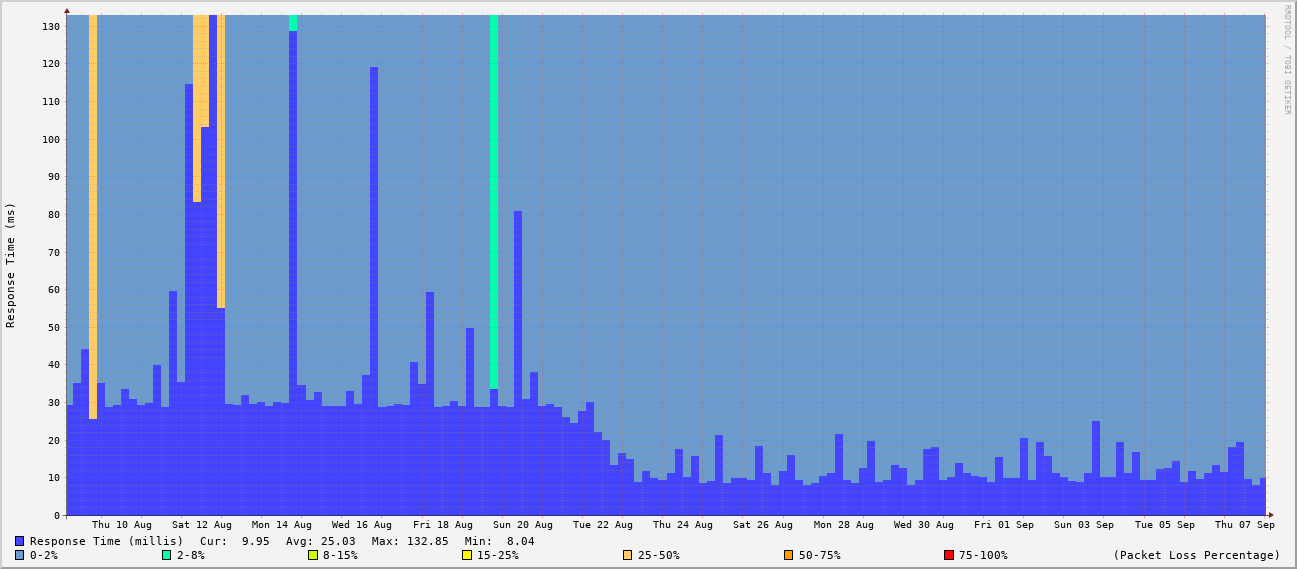 RRDTOOL / TOBI OETIKER
Response Time (ms)
130
120
110
100
90
80
70
60
50
40
30
20
10
0
Thu 10 Aug Sat 12 Aug Mon 14 Aug Wed 16 Aug Fri 18 Aug Sun 20 Aug Tue 22 Aug Thu 24 Aug Sat 26 Aug Mon 28 Aug Wed 30 Aug Fri 01 Sep Sun 03 Sep Tue 05 Sep Thu 07 Sep
Response Time (millis) Cur: 9.95 Avg: 25.03 Max: 132.85 Min: 8.04
0-2% 2-8% 8-15% 15-25% 25-50% 50-75% 75-100% (Packet Loss Percentage)